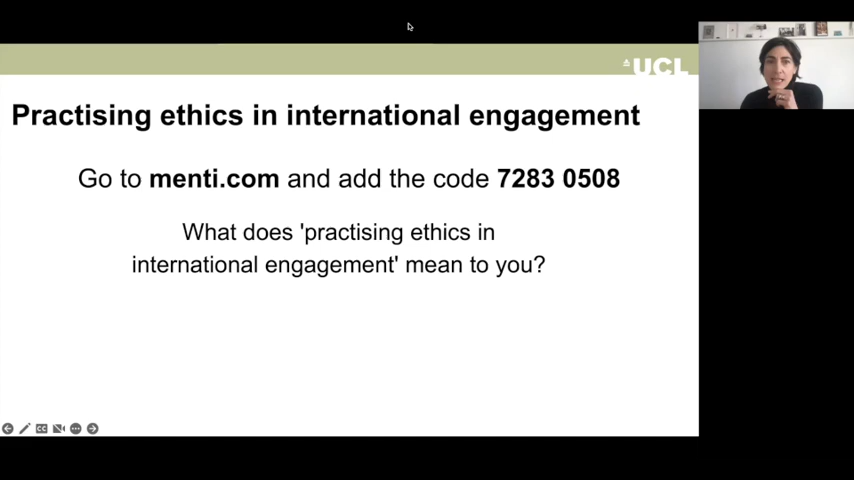 UCL
Practising ethics in international engagement
Go to menti.com and add the code 7283 0508
What does 'practising ethics in
international engagement' mean to you?
CC